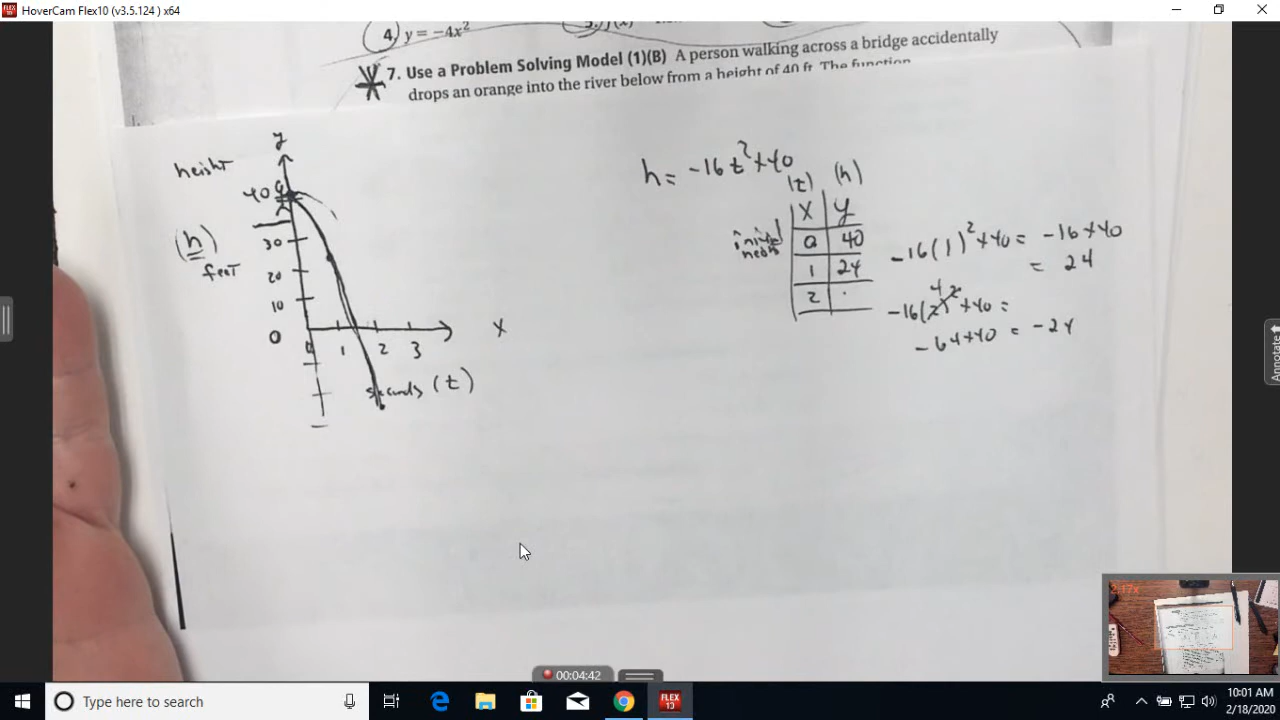 HoverCam Flex10 (v3.5.124 ) x64
4) y = -4x²
7. Use a Problem Solving Model (1)(B) A person walking across a bridge accidentally
drops an orange into the river below from a height of 40 ft. The function
y
height
40
30
20
10
0
(h)
feet
0 1 2 3
x
seconds (t)
h = -16t² + 40
(t) (h)
x y
0 40
1 24
2
-16(1)² + 40 = -16 + 40
= 24
-16(2)² + 40 =
4
-64 + 40 = -24
Annotate
00:04:42
Type here to search
FLEX
10
10:01 AM
2/18/2020